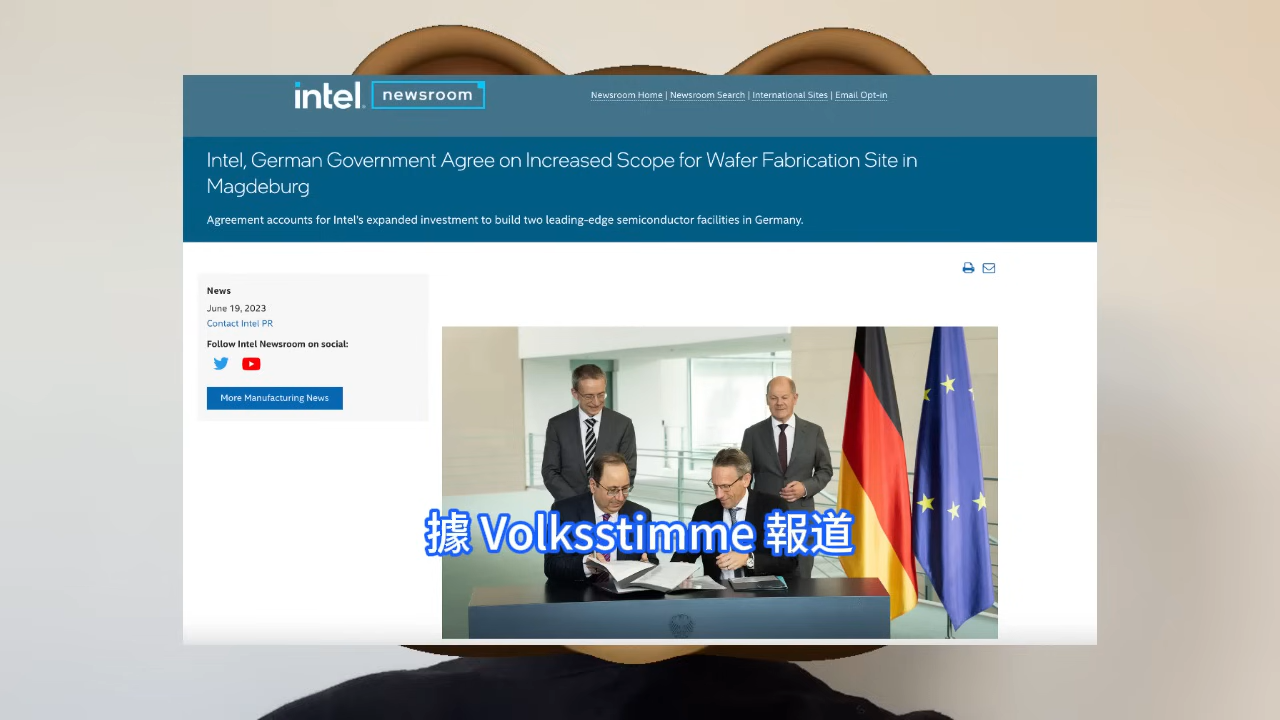 intel. newsroom
Newsroom Home | Newsroom Search | International Sites | Email Opt-in
Intel, German Government Agree on Increased Scope for Wafer Fabrication Site in
Magdeburg
Agreement accounts for Intel's expanded investment to build two leading-edge semiconductor facilities in Germany.
News
June 19, 2023
Contact Intel PR
Follow Intel Newsroom on social:
More Manufacturing News
據 Volksstimme 報道